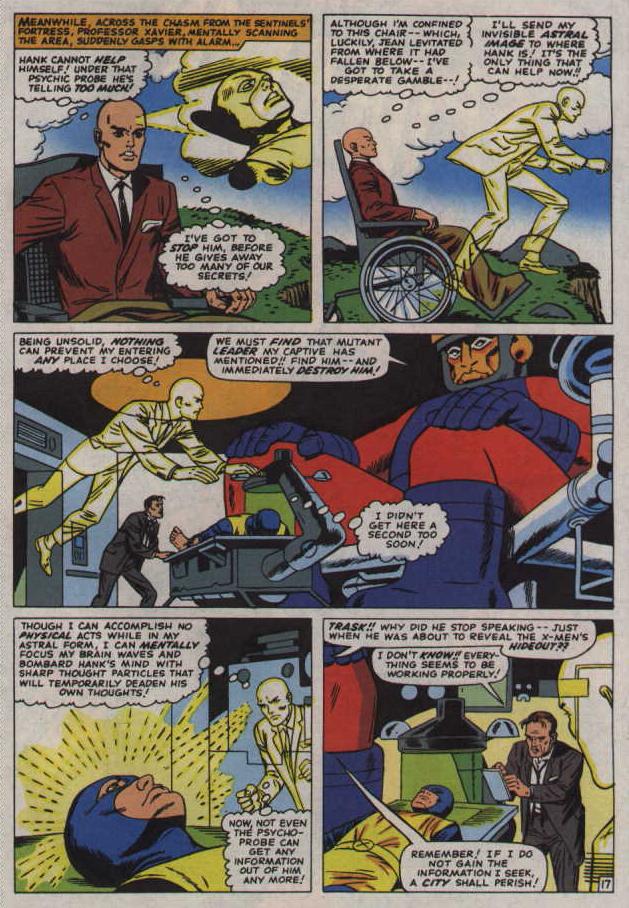 MEANWHILE, ACROSS THE CHASM FROM THE SENTINELS'
FORTRESS, PROFESSOR XAVIER, MENTALLY SCANNING
THE AREA, SUDDENLY GASPS WITH ALARM...
HANK CANNOT HELP
HIMSELF! UNDER THAT
PSYCHIC PROBE HE'S
TELLING TOO MUCH!
I'VE GOT TO
STOP HIM, BEFORE
HE GIVES AWAY
TOO MANY OF OUR
SECRETS!
ALTHOUGH I'M CONFINED
TO THIS CHAIR--WHICH,
LUCKILY, JEAN LEVITATED
FROM WHERE IT HAD
FALLEN BELOW--I'VE
GOT TO TAKE A
DESPERATE GAMBLE--!
I'LL SEND MY
INVISIBLE ASTRAL
IMAGE TO WHERE
HANK IS! IT'S THE
ONLY THING THAT
CAN HELP NOW!!
BEING UNSOLID, NOTHING
CAN PREVENT MY ENTERING
ANY PLACE I CHOOSE!
WE MUST FIND THAT MUTANT
LEADER MY CAPTIVE HAS
MENTIONED!! FIND HIM--AND
IMMEDIATELY DESTROY HIM!
I DIDN'T
GET HERE A
SECOND TOO
SOON!
THOUGH I CAN ACCOMPLISH NO
PHYSICAL ACTS WHILE IN MY
ASTRAL FORM, I CAN MENTALLY
FOCUS MY BRAIN WAVES AND
BOMBARD HANK'S MIND WITH
SHARP THOUGHT PARTICLES THAT
WILL TEMPORARILY DEADEN HIS
OWN THOUGHTS!
NOW, NOT EVEN
THE PSYCHO-
PROBE CAN
GET ANY
INFORMATION
OUT OF HIM
ANY MORE!
TRASK!! WHY DID HE STOP SPEAKING--JUST
WHEN HE WAS ABOUT TO REVEAL THE X-MEN'S
HIDEOUT??
I DON'T KNOW!! EVERY-
THING SEEMS TO BE
WORKING PROPERLY!
REMEMBER! IF I DO
NOT GAIN THE
INFORMATION I SEEK,
A CITY SHALL PERISH!
17